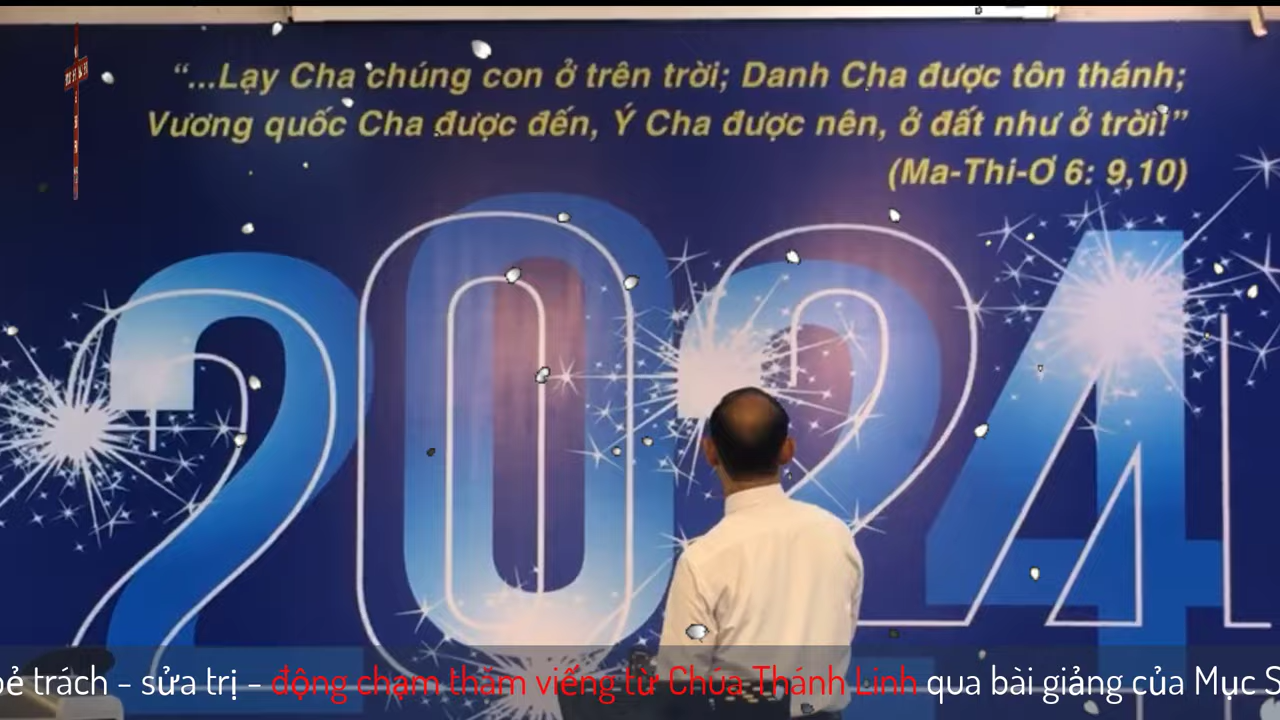 “...Lạy Cha chúng con ở trên trời; Danh Cha được tôn thánh;
Vương quốc Cha được đến, Ý Cha được nên, ở đất như ở trời!”
(Ma-Thi-Ơ 6: 9,10)
2024
trách - sửa trị - động chạm thăm viếng từ Chúa Thánh Linh qua bài giảng của Mục